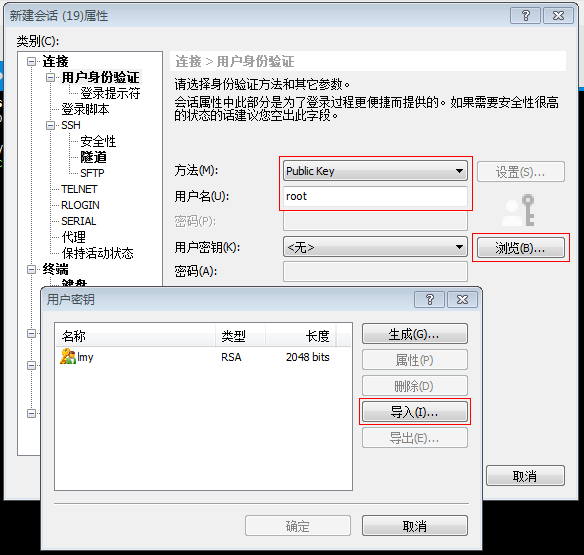 新建会话 (19)属性
类别(C):
连接
用户身份验证
登录提示符
登录脚本
SSH
安全性
隧道
SFTP
TELNET
RLOGIN
SERIAL
代理
保持活动状态
终端
键盘
连接 > 用户身份验证
请选择身份验证方法和其它参数。
会话属性中此部分是为了登录过程更便捷而提供的。如果需要安全性很高
的状态的话建议您空出此字段。
方法(M):
Public Key
设置(S)...
用户名(U):
root
密码(P):
用户密钥(K):
<无>
浏览(B)...
密码(A):
用户密钥
名称 类型 长度
lmy RSA 2048 bits
生成(G)...
属性(P)
删除(D)
导入(I)...
导出(E)...
确定
取消
取消